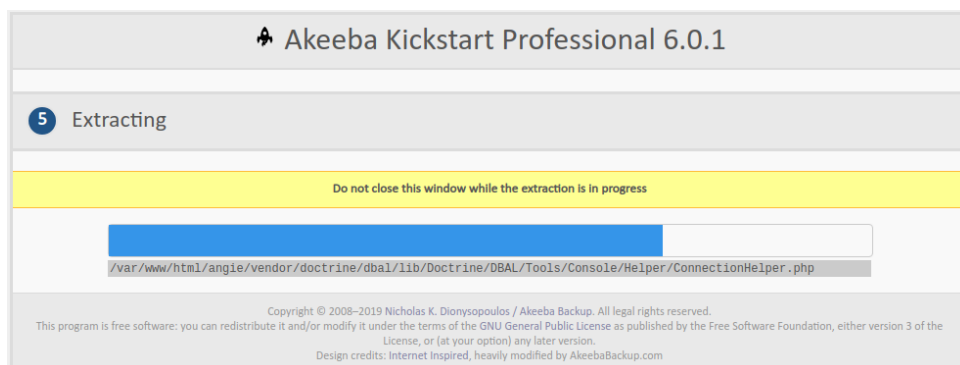 Akeeba Kickstart Professional 6.0.1
5 Extracting
Do not close this window while the extraction is in progress
/var/www/html/angie/vendor/doctrine/dbal/lib/Doctrine/DBAL/Tools/Console/Helper/ConnectionHelper.php
Copyright © 2008–2019 Nicholas K. Dionysopoulos / Akeeba Backup. All legal rights reserved.
This program is free software: you can redistribute it and/or modify it under the terms of the GNU General Public License as published by the Free Software Foundation, either version 3 of the
License, or (at your option) any later version.
Design credits: Internet Inspired, heavily modified by AkeebaBackup.com